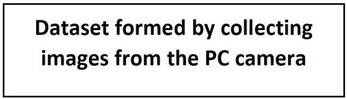 Dataset formed by collecting
images from the PC camera